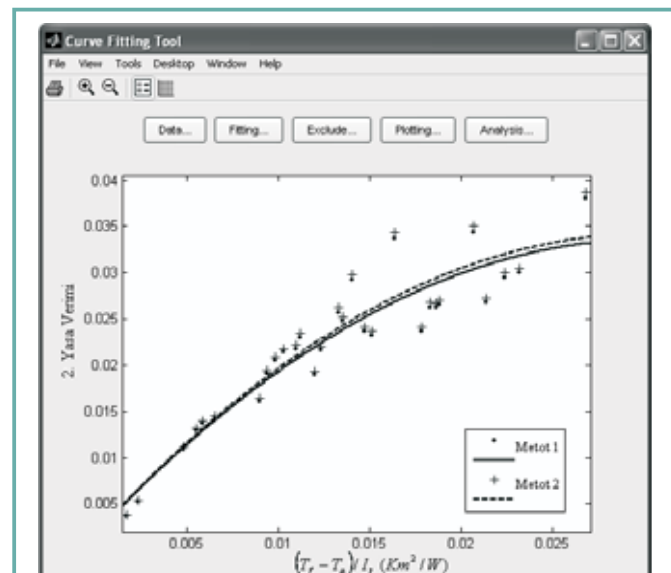 Curve Fitting Tool
File View Tools Desktop Window Help
Data... Fitting... Exclude... Plotting... Analysis...
0.04
0.035
0.03
0.025
0.02
0.015
0.01
0.005
2. Yasa Verimi
Metot 1
Metot 2
0.005 0.01 0.015 0.02 0.025
(Tf - Ta)/It (Km²/W)